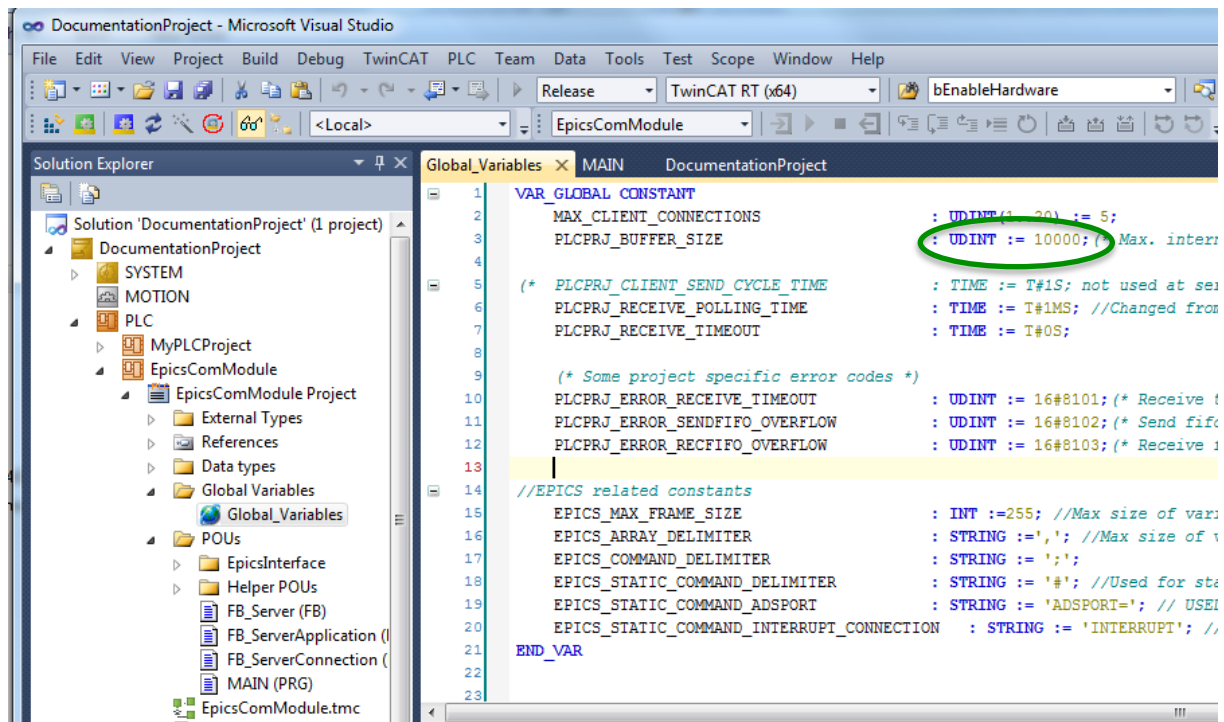 DocumentationProject - Microsoft Visual Studio
File Edit View Project Build Debug TwinCAT PLC Team Data Tools Test Scope Window Help
Release TwinCAT RT (x64) bEnableHardware
<Local> EpicsComModule
Solution Explorer
Solution 'DocumentationProject' (1 project)
DocumentationProject
SYSTEM
MOTION
PLC
MyPLCProject
EpicsComModule
EpicsComModule Project
External Types
References
Data types
Global Variables
Global_Variables
POUs
EpicsInterface
Helper POUs
FB_Server (FB)
FB_ServerApplication (
FB_ServerConnection (
MAIN (PRG)
EpicsComModule.tmc
Global_Variables MAIN DocumentationProject
1 VAR_GLOBAL CONSTANT
2 MAX_CLIENT_CONNECTIONS : UDINT(1..20) := 5;
3 PLCPRJ_BUFFER_SIZE : UDINT := 10000;(* Max. intern
4
5 (* PLCPRJ_CLIENT_SEND_CYCLE_TIME : TIME := T#1S; not used at ser
6 PLCPRJ_RECEIVE_POLLING_TIME : TIME := T#1MS; //Changed from
7 PLCPRJ_RECEIVE_TIMEOUT : TIME := T#0S;
8
9 (* Some project specific error codes *)
10 PLCPRJ_ERROR_RECEIVE_TIMEOUT : UDINT := 16#8101;(* Receive t
11 PLCPRJ_ERROR_SENDFIFO_OVERFLOW : UDINT := 16#8102;(* Send fifo
12 PLCPRJ_ERROR_RECFIFO_OVERFLOW : UDINT := 16#8103;(* Receive f
13
14 //EPICS related constants
15 EPICS_MAX_FRAME_SIZE : INT :=255; //Max size of vari
16 EPICS_ARRAY_DELIMITER : STRING :=','; //Max size of v
17 EPICS_COMMAND_DELIMITER : STRING := ';';
18 EPICS_STATIC_COMMAND_DELIMITER : STRING := '#'; //Used for sta
19 EPICS_STATIC_COMMAND_ADSPORT : STRING := 'ADSPORT='; // USEL
20 EPICS_STATIC_COMMAND_INTERRUPT_CONNECTION : STRING := 'INTERRUPT'; //
21 END_VAR
22
23